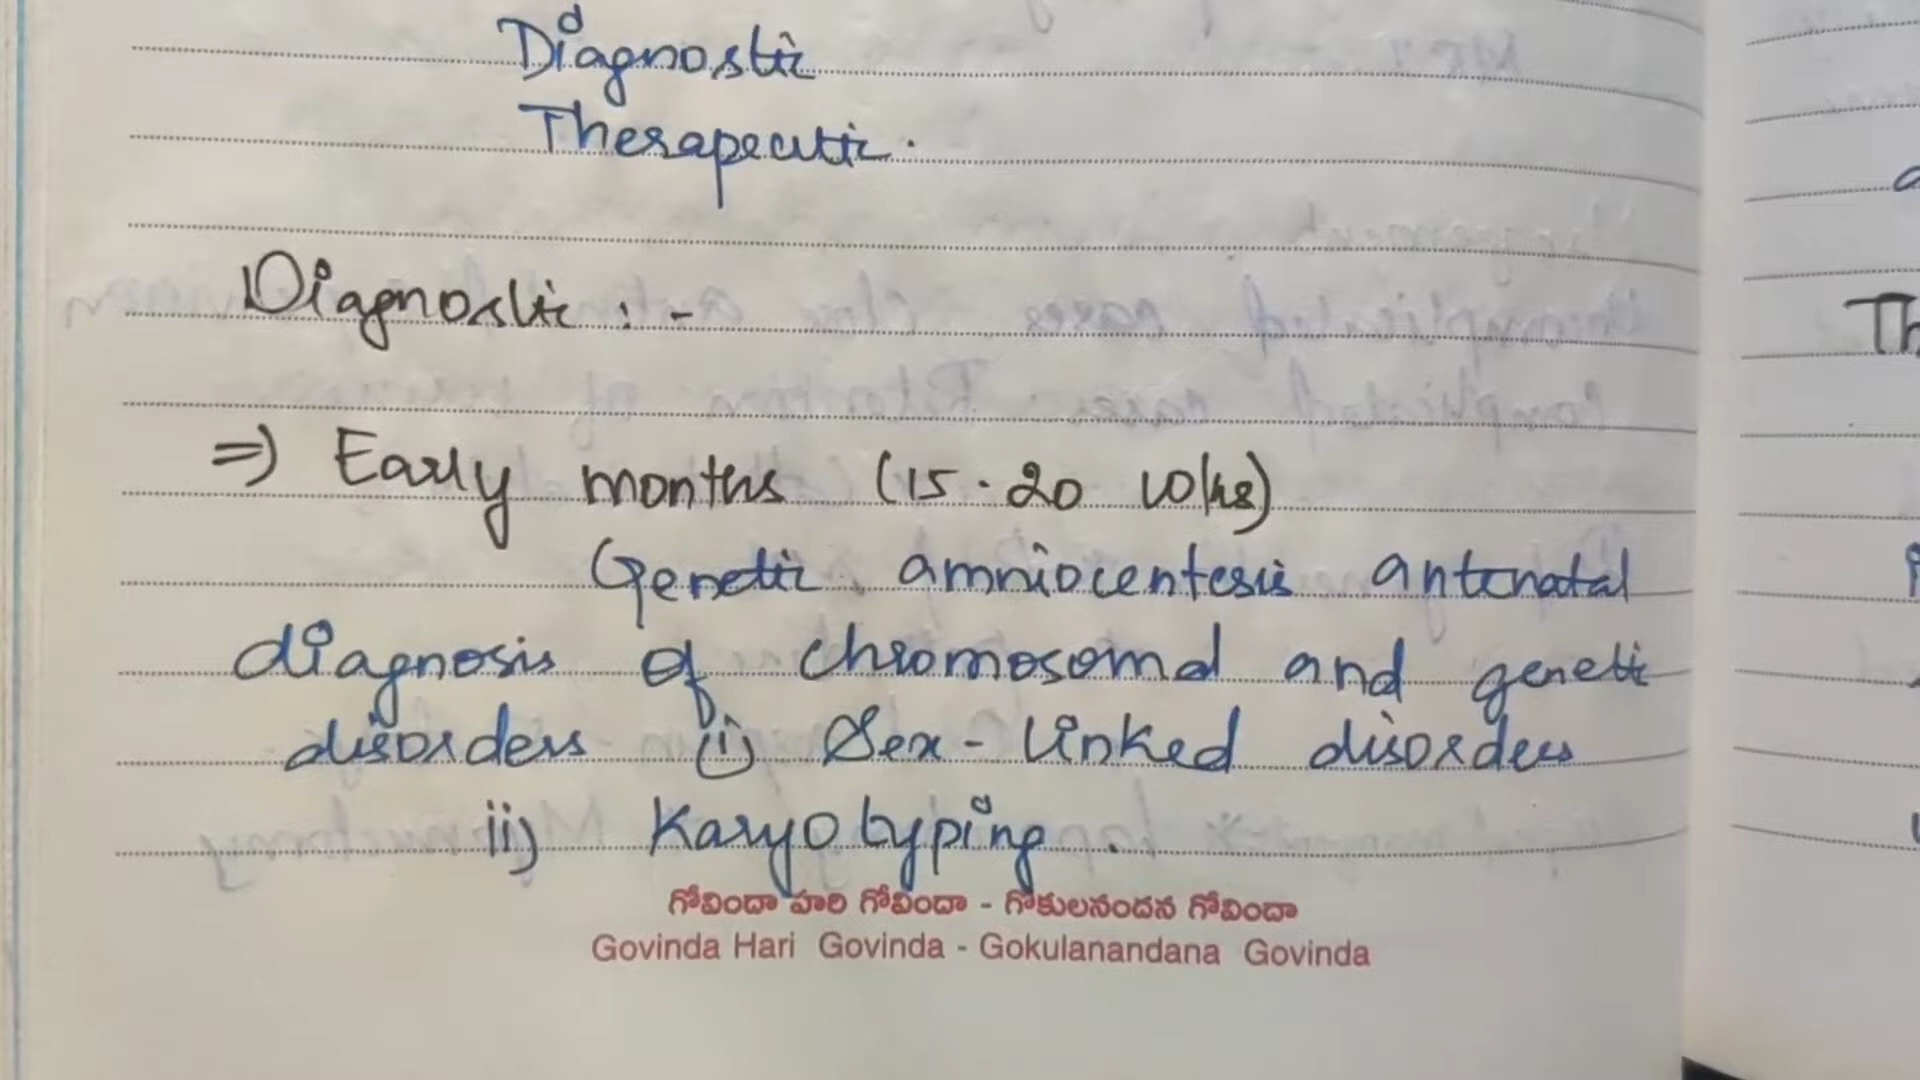 Diagnostic
Therapeutic.
Diagnostic :-
=) Early months (15-20 wks)
Genetic amniocentesis antenatal
diagnosis of chromosomal and genetic
disorders (i) Sex-linked disorders
ii) Karyotyping.
గోవిందా హరి గోవిందా - గోకులనందన గోవిందా
Govinda Hari Govinda - Gokulanandana Govinda
Th